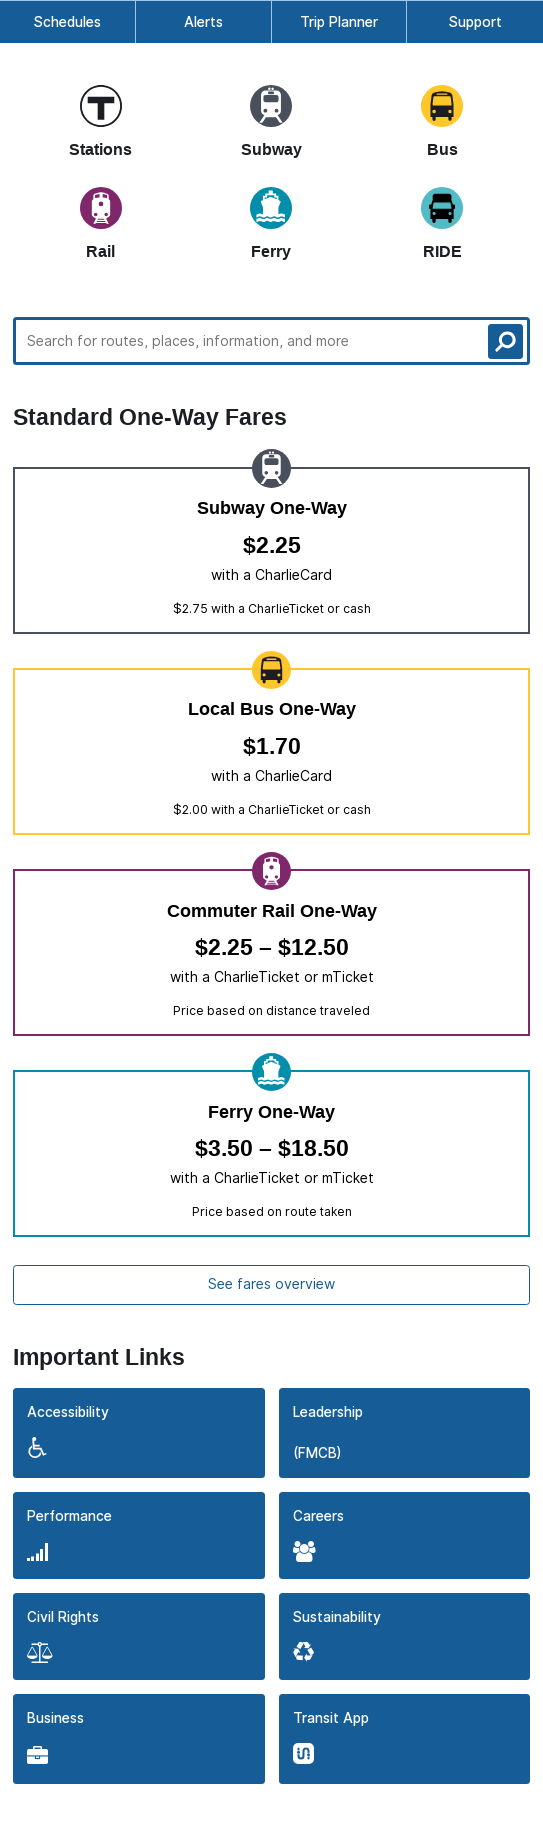 Schedules Alerts Trip Planner Support
T
Stations Subway Bus
Rail Ferry RIDE
Search for routes, places, information, and more
Standard One-Way Fares
Subway One-Way
$2.25
with a CharlieCard
$2.75 with a CharlieTicket or cash
Local Bus One-Way
$1.70
with a CharlieCard
$2.00 with a CharlieTicket or cash
Commuter Rail One-Way
$2.25 – $12.50
with a CharlieTicket or mTicket
Price based on distance traveled
Ferry One-Way
$3.50 – $18.50
with a CharlieTicket or mTicket
Price based on route taken
See fares overview
Important Links
Accessibility
Leadership
(FMCB)
Performance
Careers
Civil Rights
Sustainability
Business
Transit App